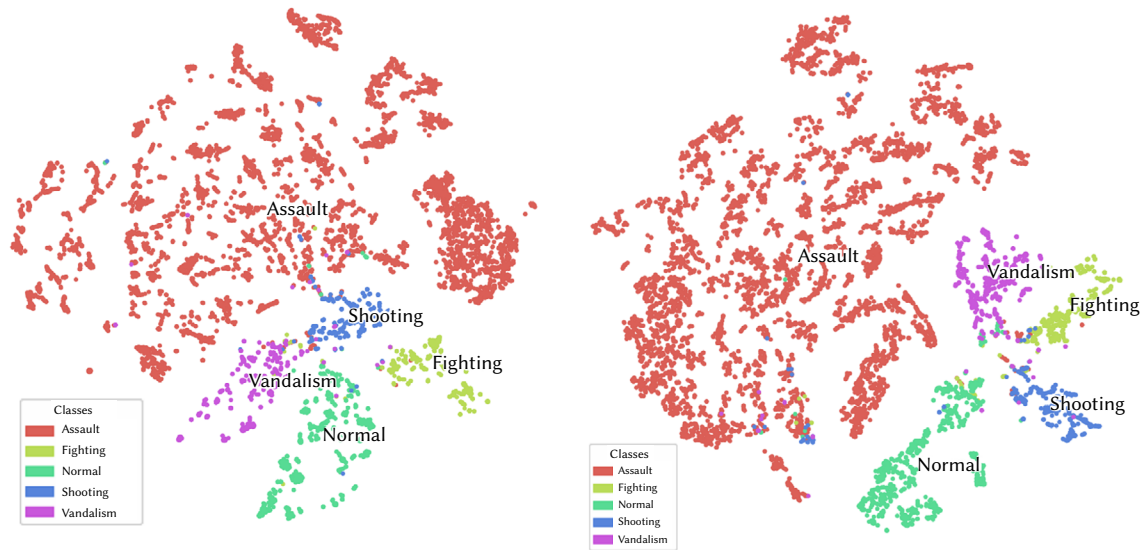 Assault
Shooting
Fighting
Vandalism
Normal
Classes
Assault
Fighting
Normal
Shooting
Vandalism
Assault
Vandalism
Fighting
Shooting
Normal
Classes
Assault
Fighting
Normal
Shooting
Vandalism